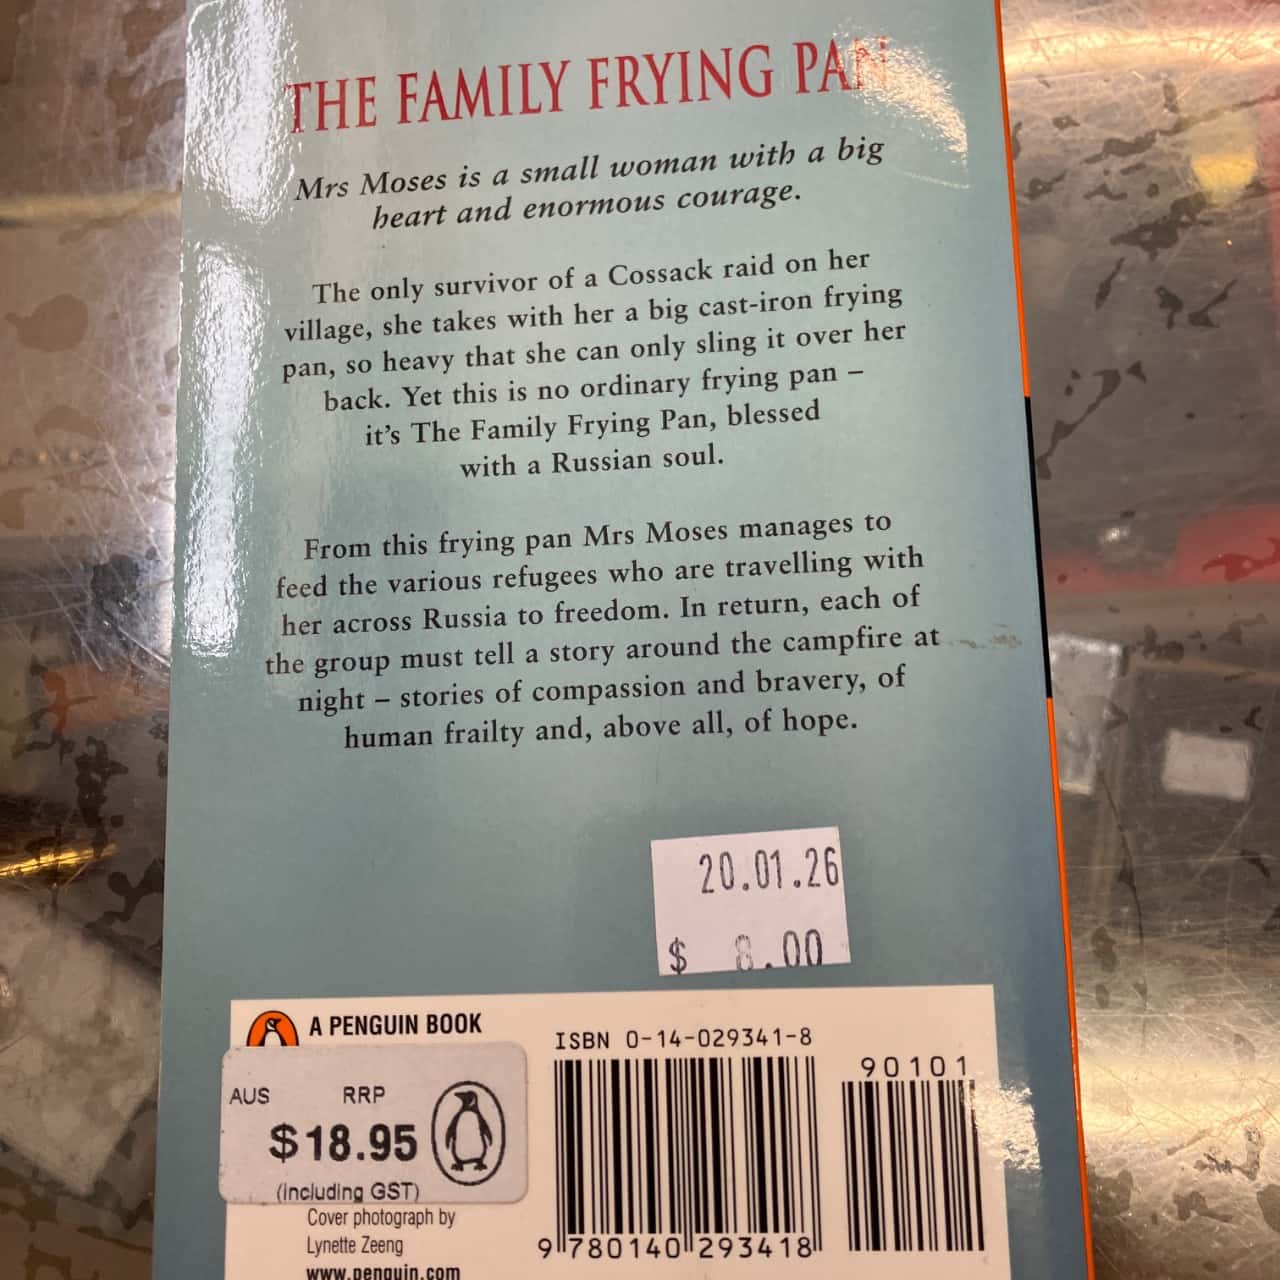 THE FAMILY FRYING PAN
Mrs Moses is a small woman with a big
heart and enormous courage.
The only survivor of a Cossack raid on her
village, she takes with her a big cast-iron frying
pan, so heavy that she can only sling it over her
back. Yet this is no ordinary frying pan –
it's The Family Frying Pan, blessed
with a Russian soul.
From this frying pan Mrs Moses manages to
feed the various refugees who are travelling with
her across Russia to freedom. In return, each of
the group must tell a story around the campfire at
night – stories of compassion and bravery, of
human frailty and, above all, of hope.
20.01.26
$ 8.00
A PENGUIN BOOK
ISBN 0-14-029341-8
90101
AUS RRP
$18.95
(including GST)
Cover photograph by
Lynette Zeeng
www.penguin.com
9 780140 293418